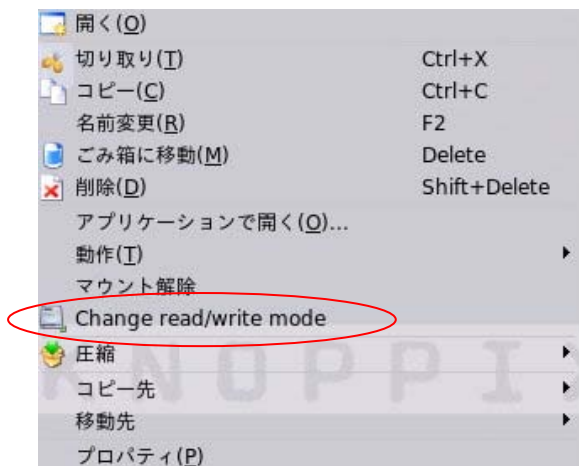 開く(O)
切り取り(T) Ctrl+X
コピー(C) Ctrl+C
名前変更(R) F2
ごみ箱に移動(M) Delete
削除(D) Shift+Delete
アプリケーションで開く(O)...
動作(T)
マウント解除
Change read/write mode
圧縮
KNOPPIX
コピー先
移動先
プロパティ(P)